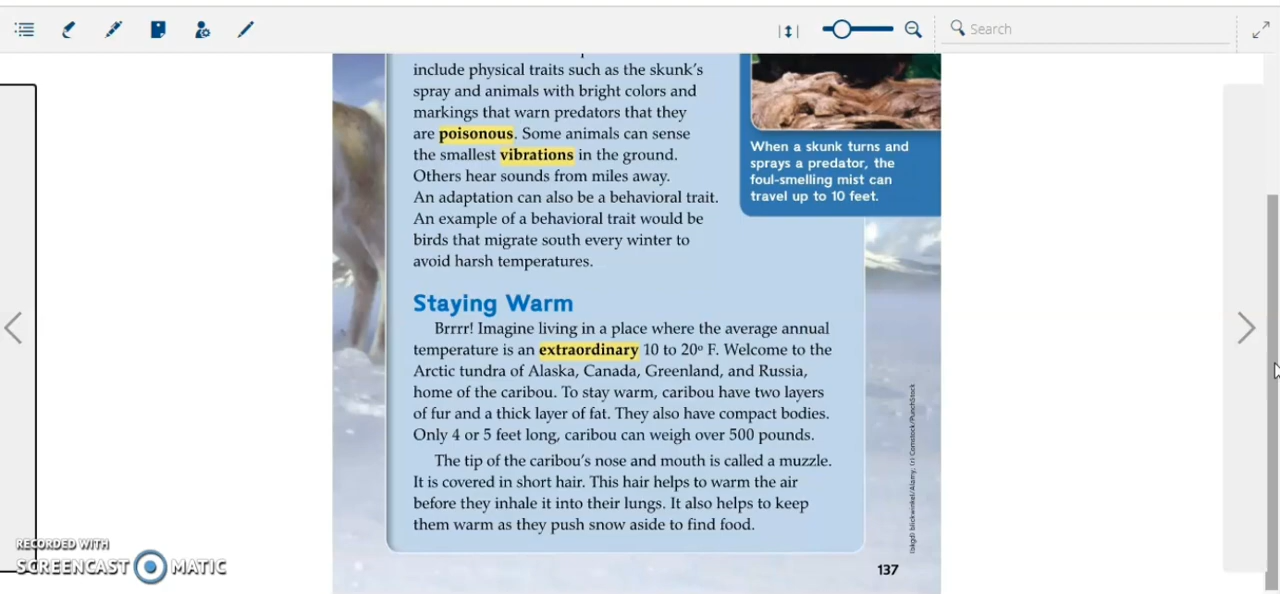 Search
include physical traits such as the skunk's
spray and animals with bright colors and
markings that warn predators that they
are poisonous. Some animals can sense
the smallest vibrations in the ground.
Others hear sounds from miles away.
An adaptation can also be a behavioral trait.
An example of a behavioral trait would be
birds that migrate south every winter to
avoid harsh temperatures.
When a skunk turns and
sprays a predator, the
foul-smelling mist can
travel up to 10 feet.
Staying Warm
Brrrr! Imagine living in a place where the average annual
temperature is an extraordinary 10 to 20° F. Welcome to the
Arctic tundra of Alaska, Canada, Greenland, and Russia,
home of the caribou. To stay warm, caribou have two layers
of fur and a thick layer of fat. They also have compact bodies.
Only 4 or 5 feet long, caribou can weigh over 500 pounds.
The tip of the caribou's nose and mouth is called a muzzle.
It is covered in short hair. This hair helps to warm the air
before they inhale it into their lungs. It also helps to keep
them warm as they push snow aside to find food.
(bkgd) blickwinkel/Alamy; (r) Comstock/PunchStock
137
RECORDED WITH
SCREENCAST MATIC